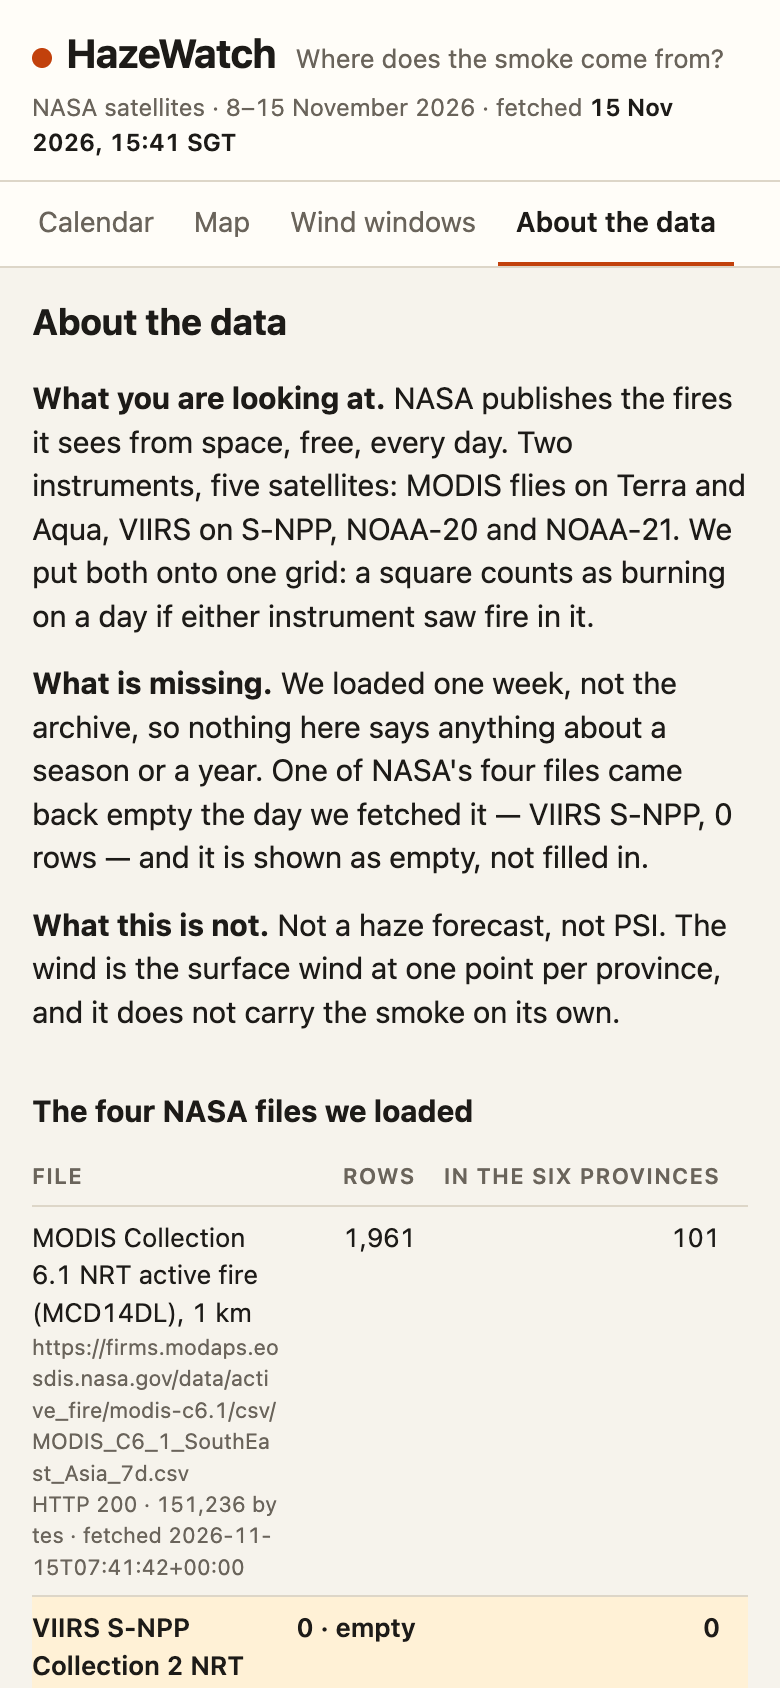 HazeWatch Where does the smoke come from?
NASA satellites · 8–15 November 2026 · fetched 15 Nov
2026, 15:41 SGT
Calendar Map Wind windows About the data
About the data
What you are looking at. NASA publishes the fires
it sees from space, free, every day. Two
instruments, five satellites: MODIS flies on Terra and
Aqua, VIIRS on S-NPP, NOAA-20 and NOAA-21. We
put both onto one grid: a square counts as burning
on a day if either instrument saw fire in it.
What is missing. We loaded one week, not the
archive, so nothing here says anything about a
season or a year. One of NASA's four files came
back empty the day we fetched it — VIIRS S-NPP, 0
rows — and it is shown as empty, not filled in.
What this is not. Not a haze forecast, not PSI. The
wind is the surface wind at one point per province,
and it does not carry the smoke on its own.
The four NASA files we loaded
FILE ROWS IN THE SIX PROVINCES
MODIS Collection 1,961 101
6.1 NRT active fire
(MCD14DL), 1 km
https://firms.modaps.eo
sdis.nasa.gov/data/acti
ve_fire/modis-c6.1/csv/
MODIS_C6_1_SouthEa
st_Asia_7d.csv
HTTP 200 · 151,236 by
tes · fetched 2026-11-
15T07:41:42+00:00
VIIRS S-NPP 0 · empty 0
Collection 2 NRT